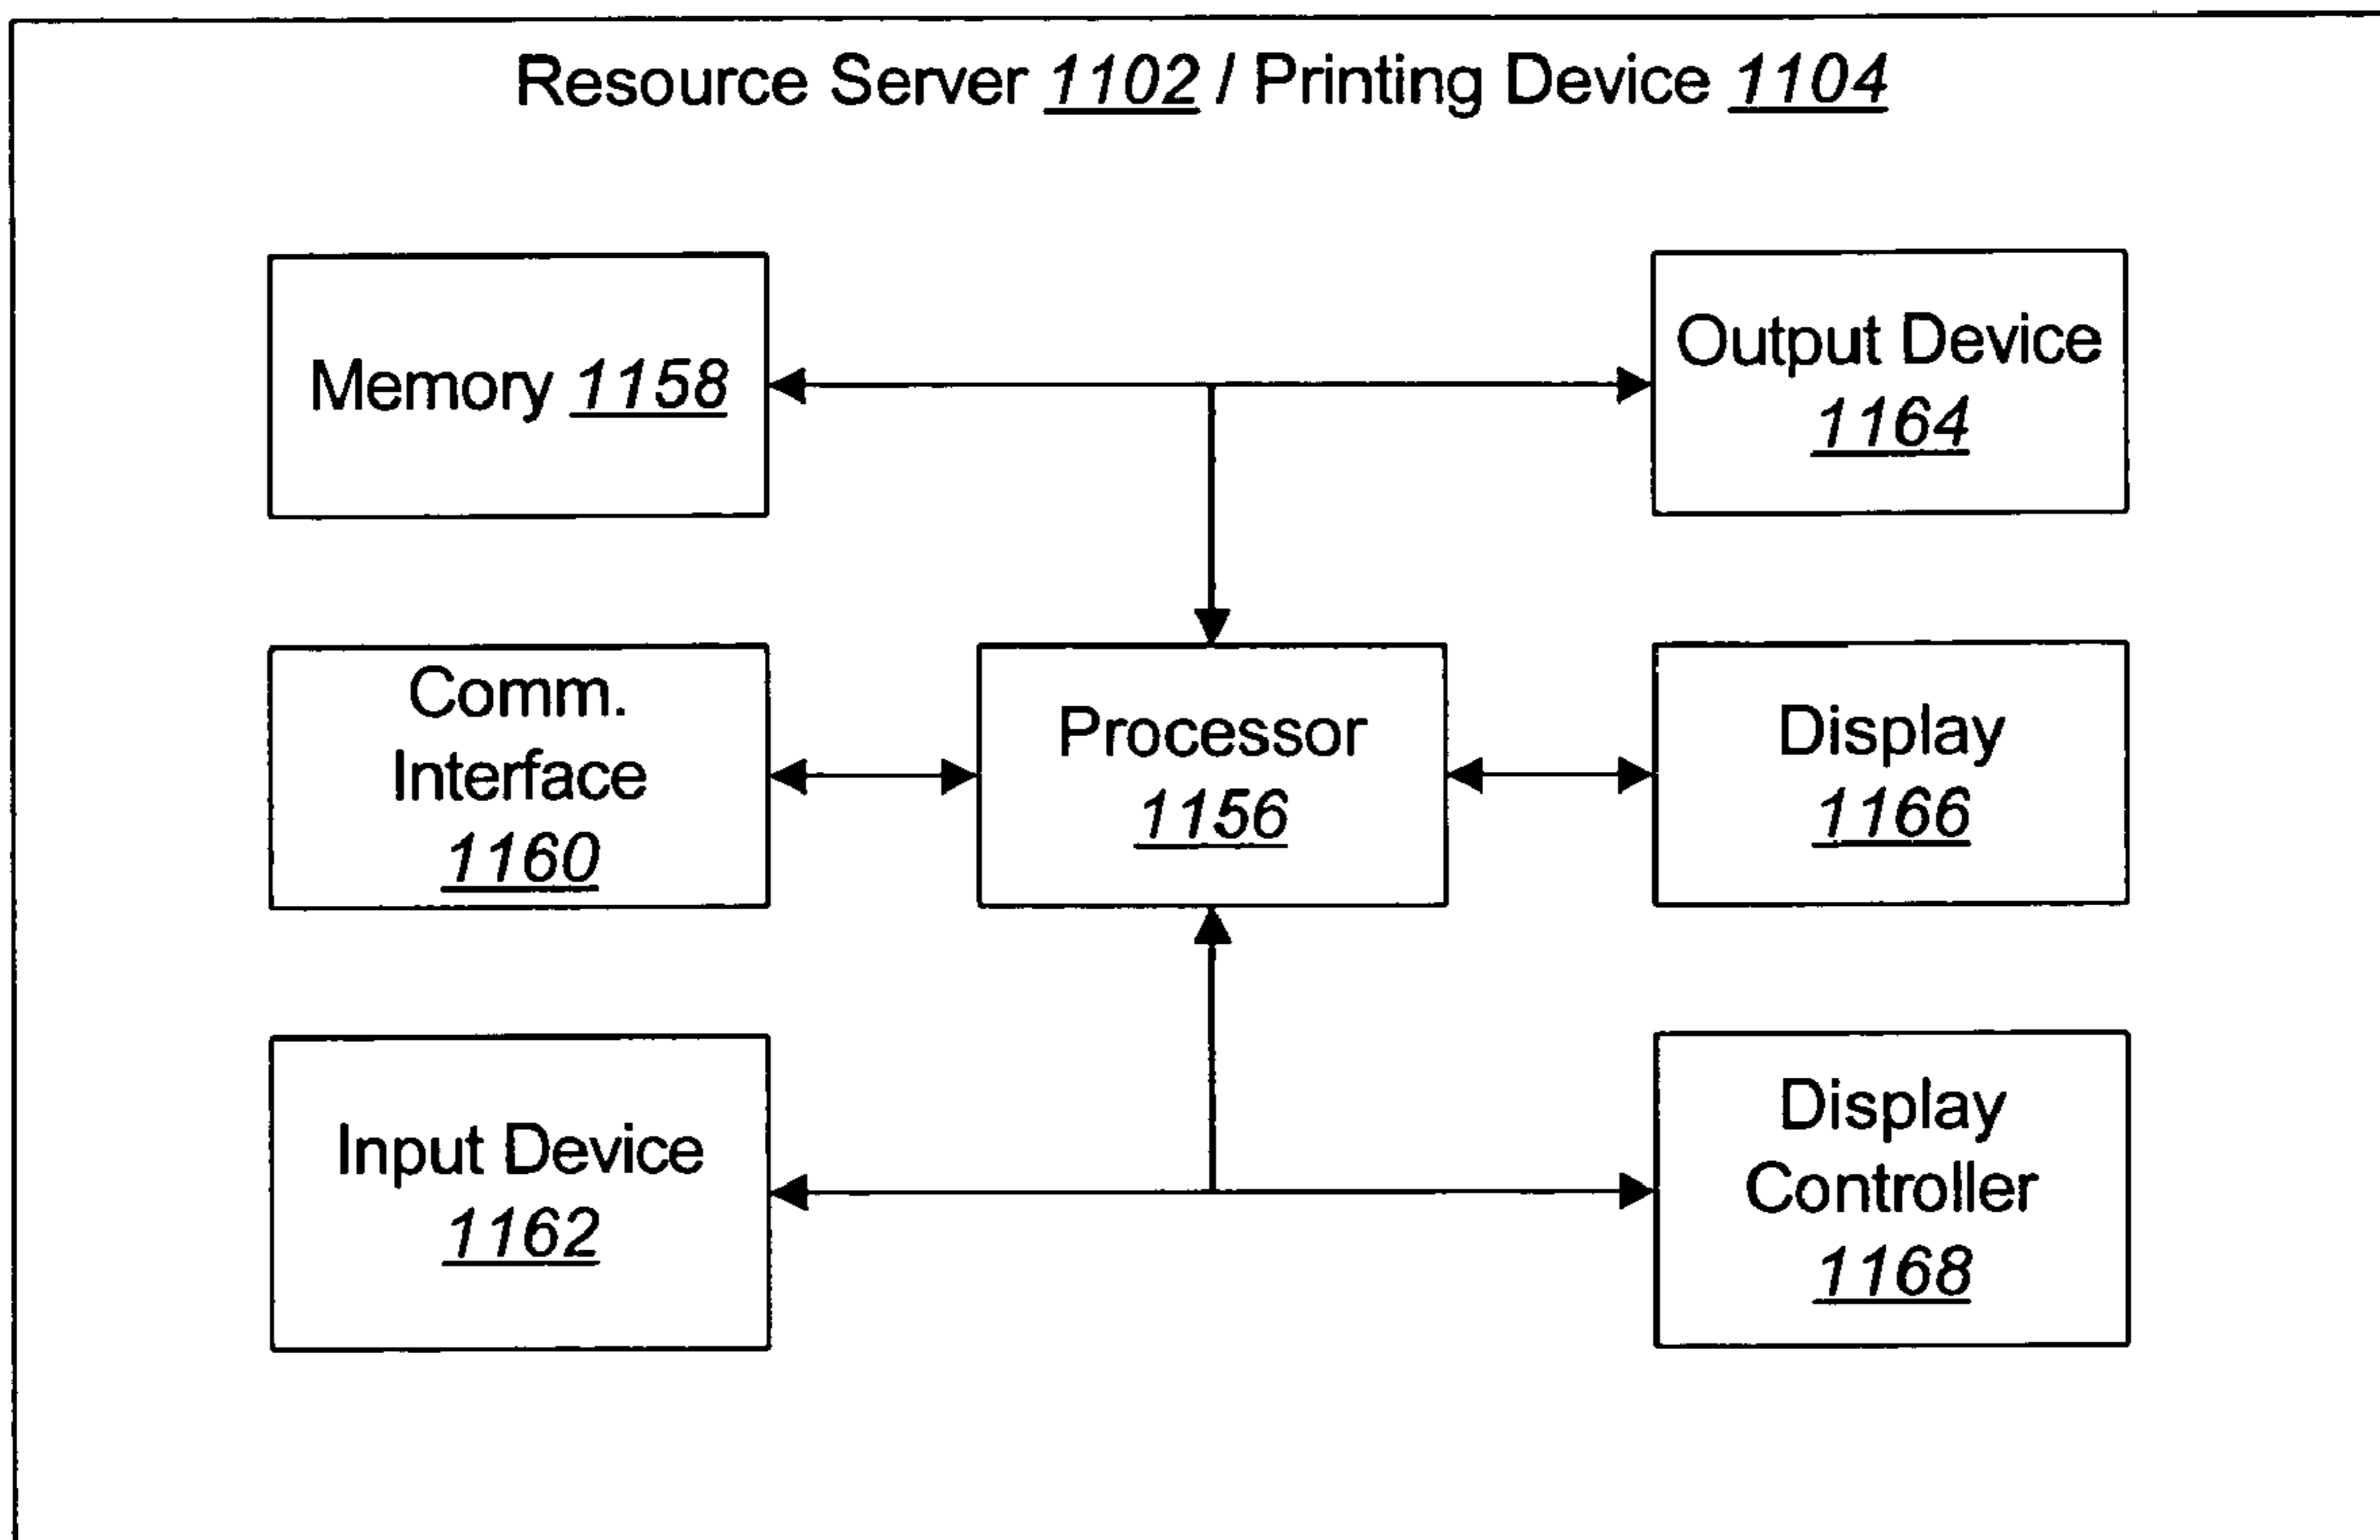 Resource Server 1102 / Printing Device 1104
Memory 1158
Output Device
1164
Comm.
Interface
1160
Processor
1156
Display
1166
Input Device
1162
Display
Controller
1168